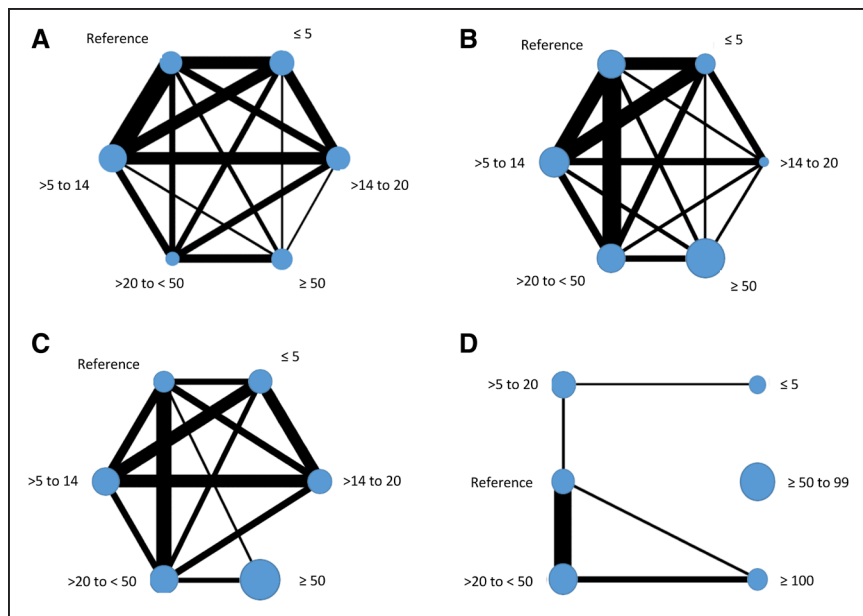 A
Reference
≤ 5
>5 to 14
>14 to 20
>20 to < 50
≥ 50
B
Reference
≤ 5
>5 to 14
>14 to 20
>20 to < 50
≥ 50
C
Reference
≤ 5
>5 to 14
>14 to 20
>20 to < 50
≥ 50
D
>5 to 20
≤ 5
Reference
≥ 50 to 99
>20 to < 50
≥ 100